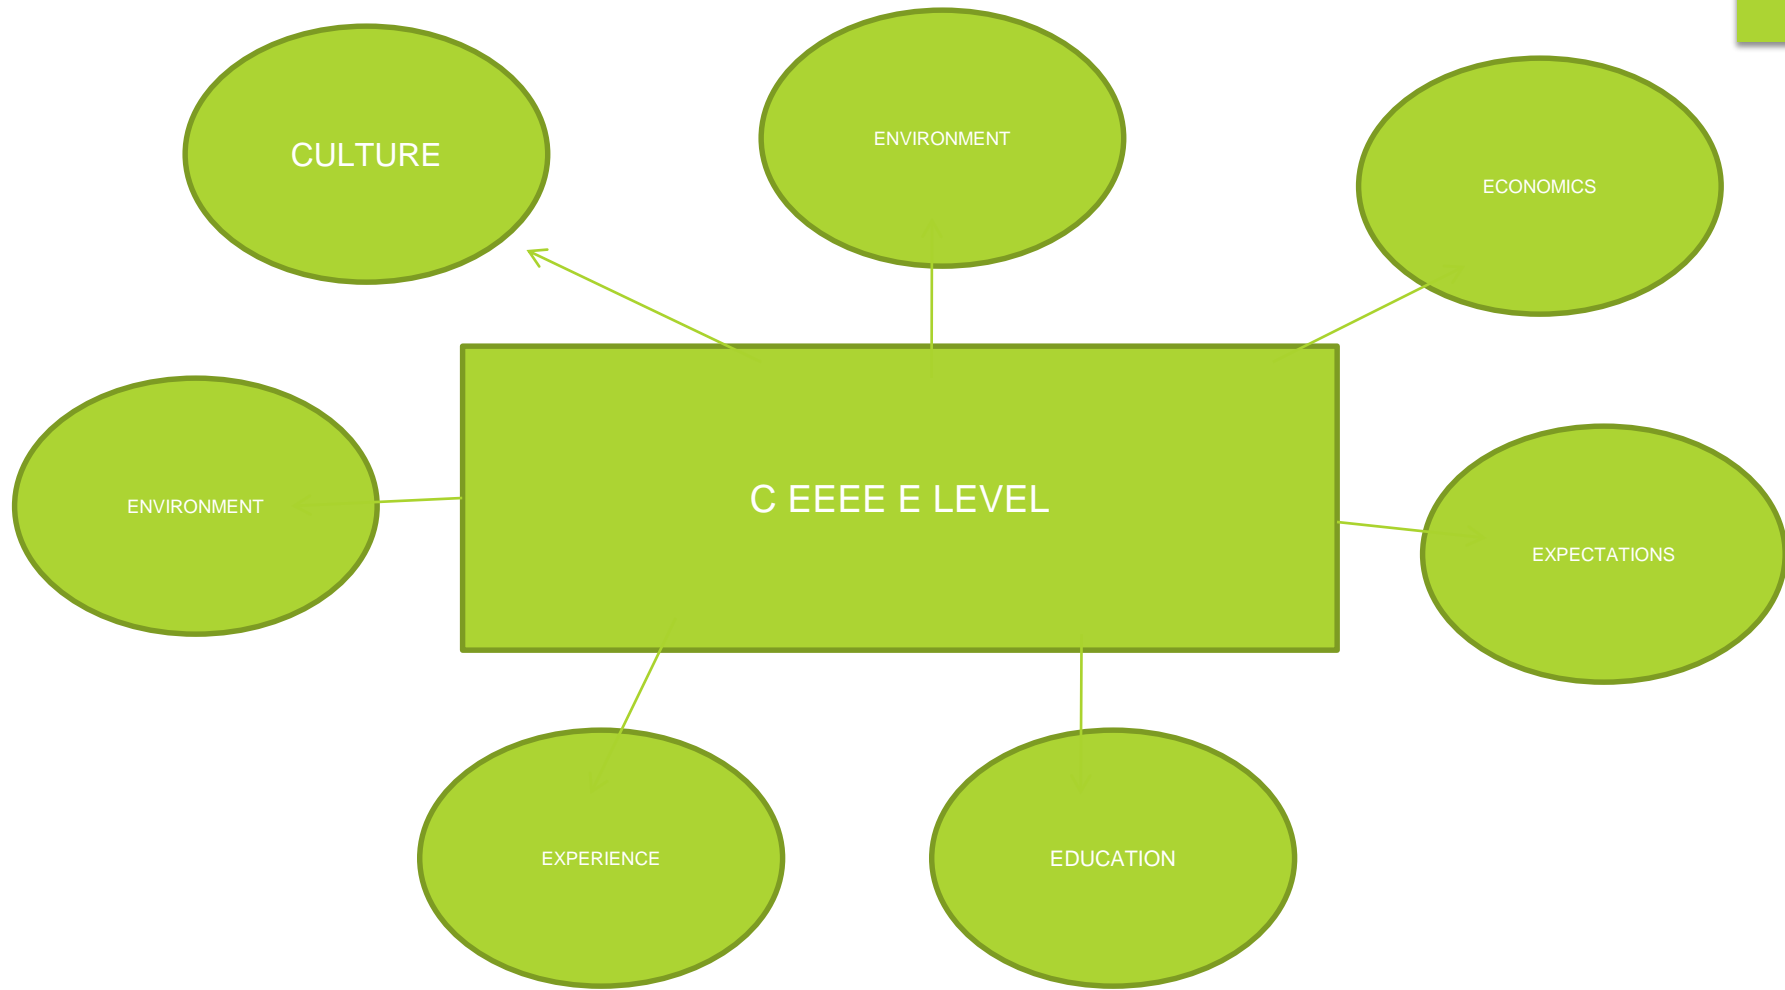 CULTURE
ENVIRONMENT
ECONOMICS
C EEEE E LEVEL
ENVIRONMENT
EXPECTATIONS
EXPERIENCE
EDUCATION